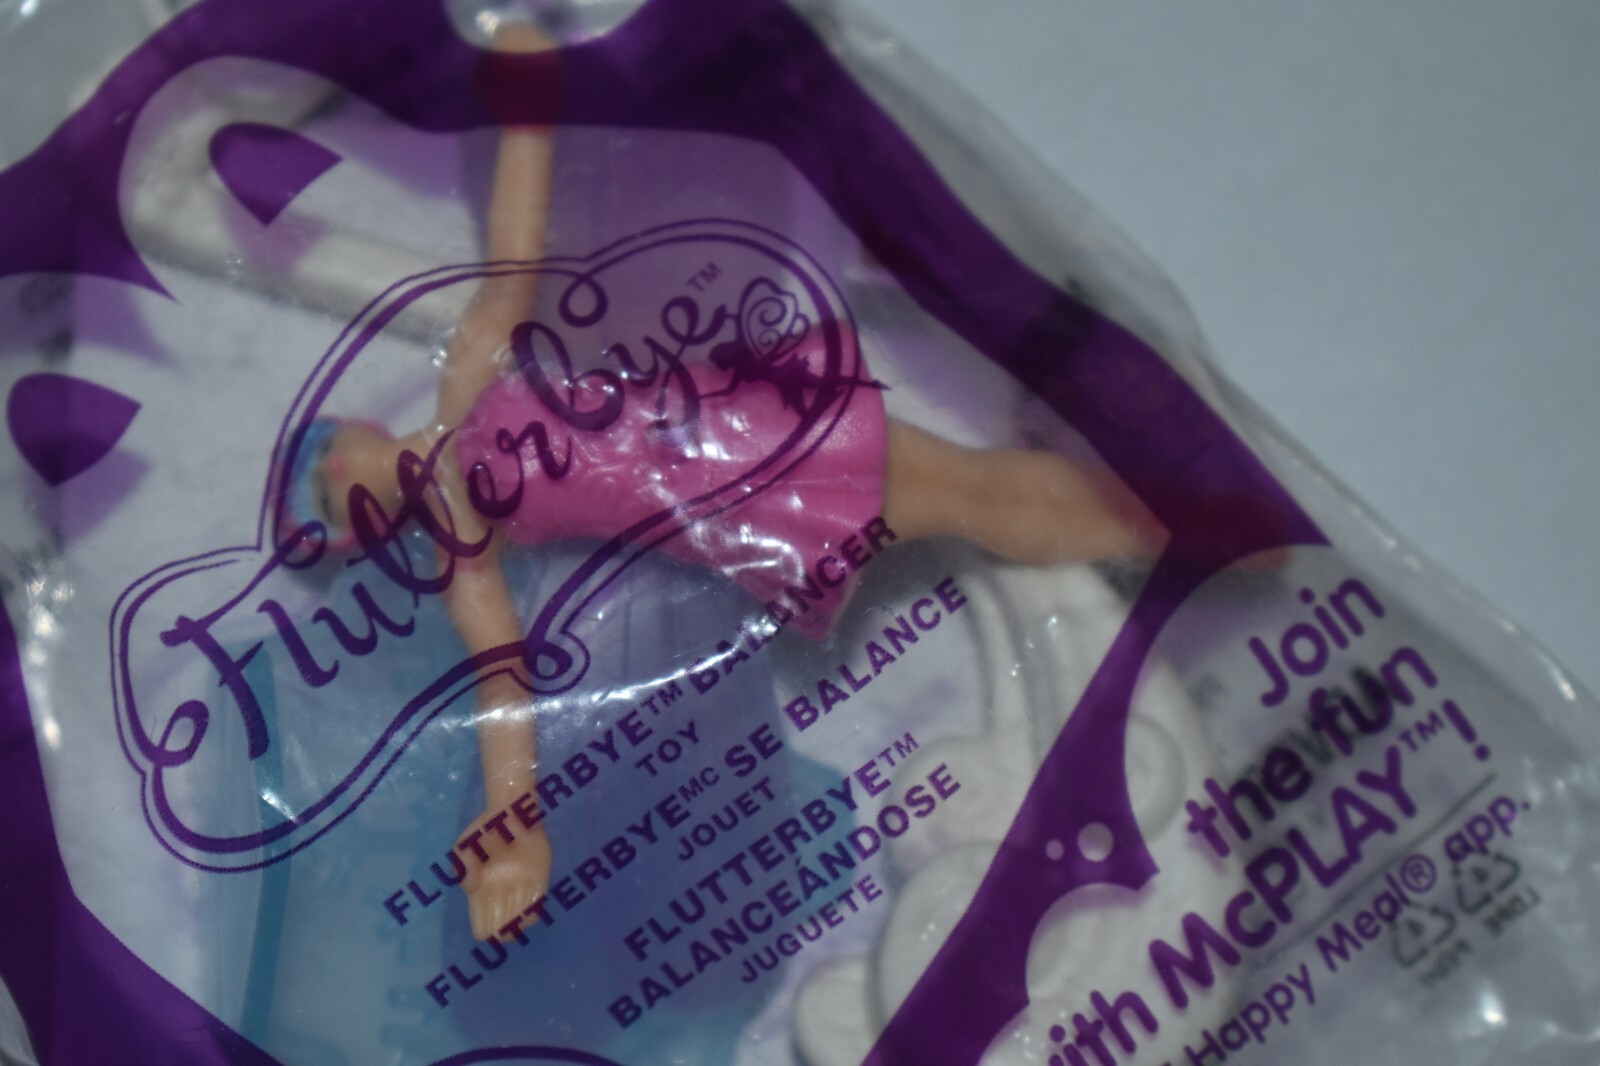 Flutterbye™
FLUTTERBYE™ BALANCER
TOY
FLUTTERBYEᴹᶜ SE BALANCE
JOUET
FLUTTERBYE™
BALANCEÁNDOSE
JUGUETE
Join
the fun
with McPLAY™!
Happy Meal® app.
LDPE